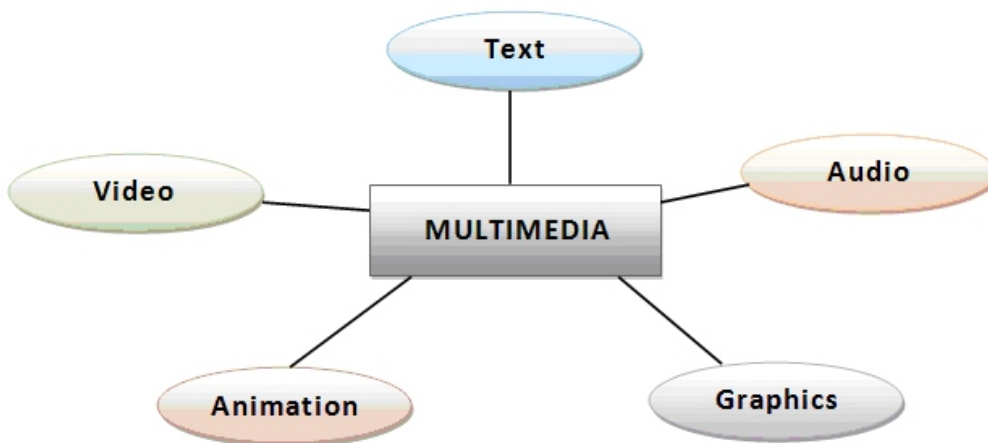 Text
Audio
Video
MULTIMEDIA
Animation
Graphics